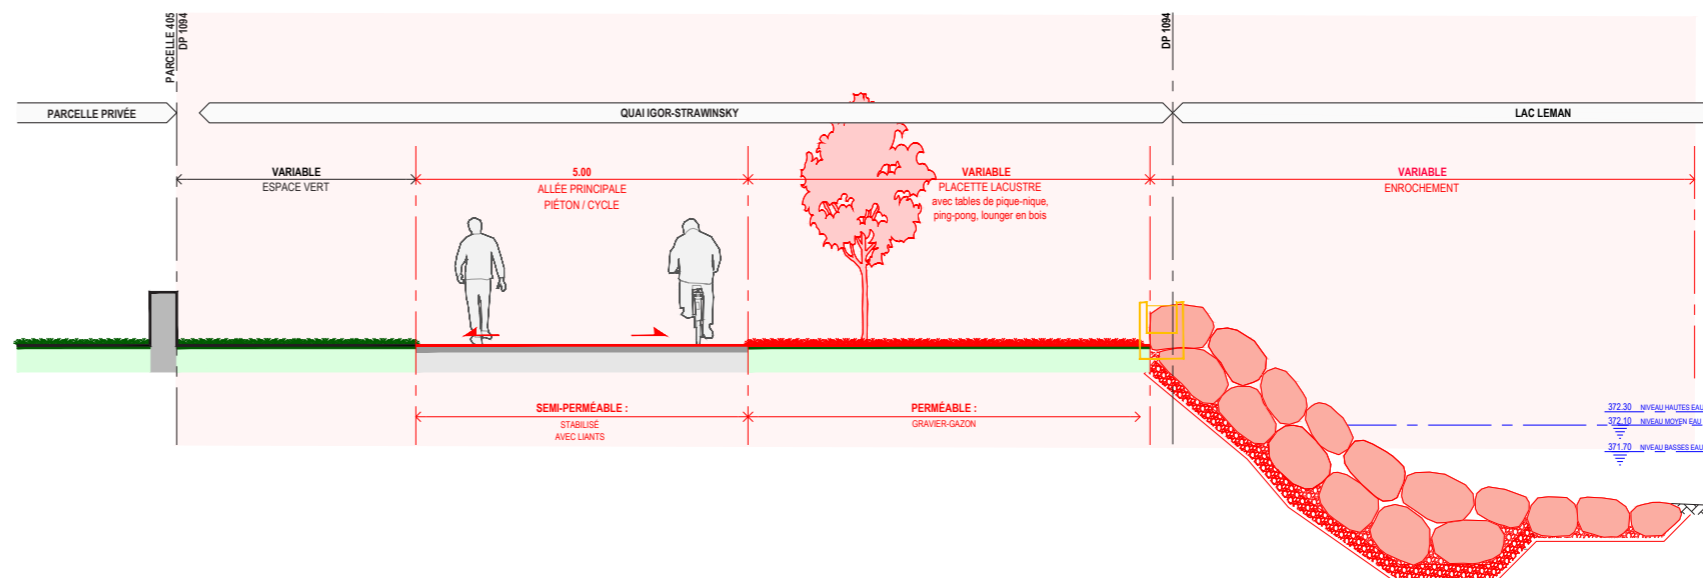 PARCELLE 405
DP 1094
DP 1094
PARCELLE PRIVÉE
QUAI IGOR-STRAWINSKY
LAC LEMAN
VARIABLE
ESPACE VERT
5.00
ALLÉE PRINCIPALE
PIÉTON / CYCLE
VARIABLE
PLACETTE LACUSTRE
avec tables de pique-nique,
ping-pong, lounger en bois
VARIABLE
ENROCHEMENT
SEMI-PERMÉABLE :
STABILISÉ
AVEC LIANTS
PERMÉABLE :
GRAVIER-GAZON
372.30 NIVEAU HAUTES EAU
372.10 NIVEAU MOYEN EAU
371.70 NIVEAU BASSES EAU